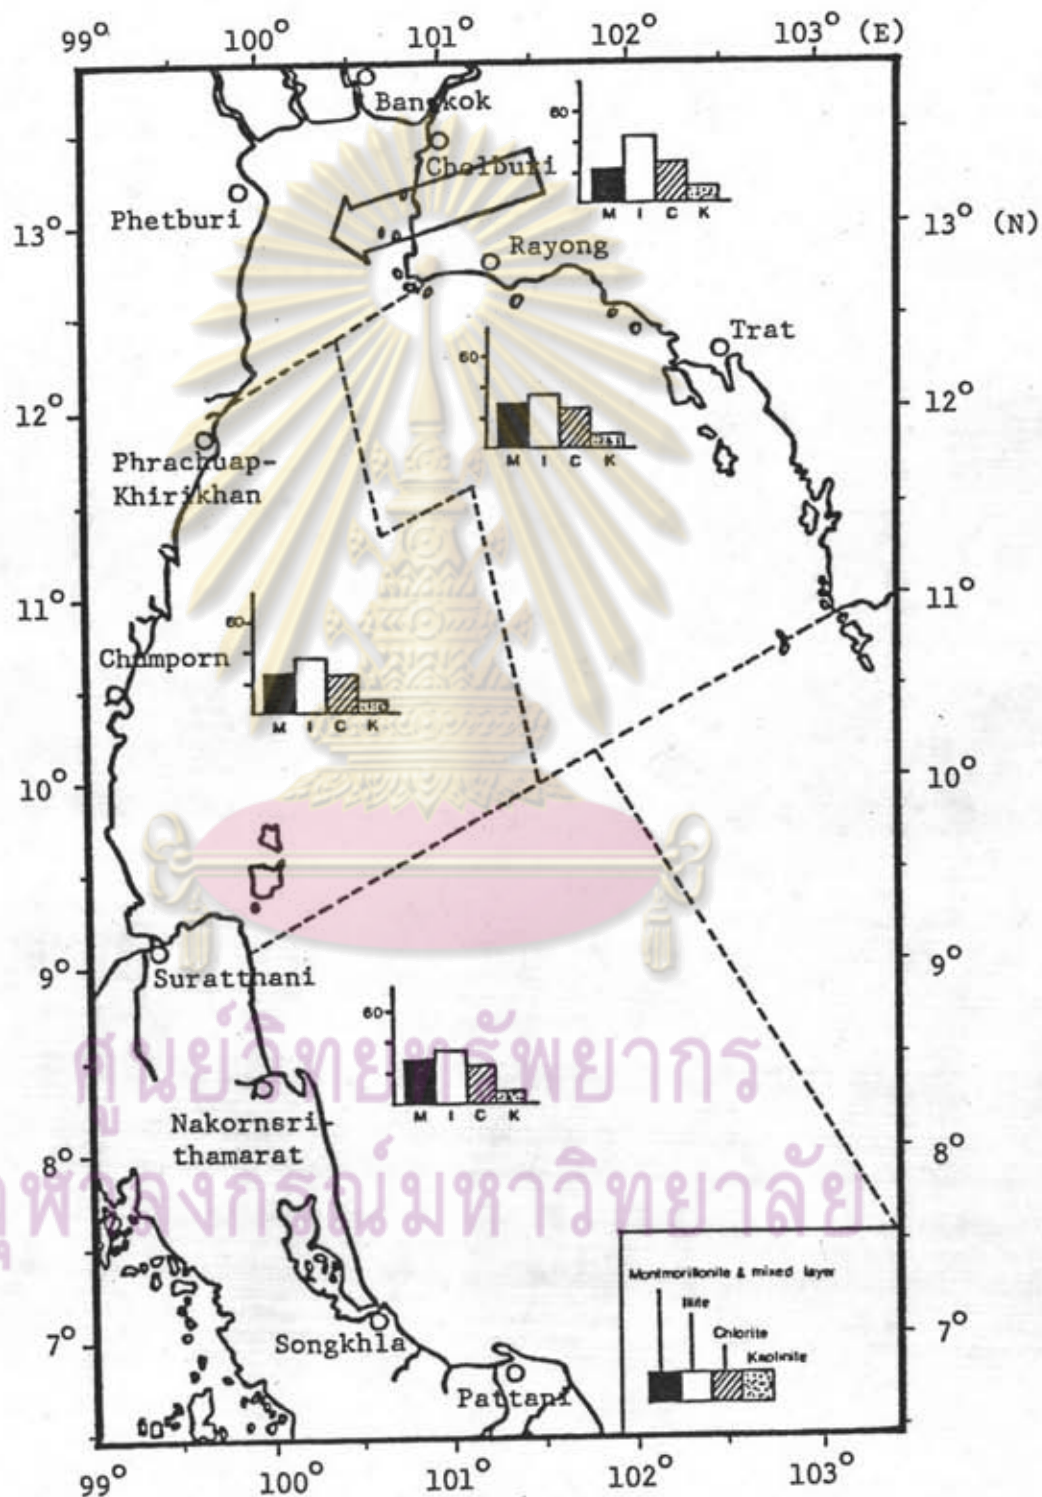 99° 100° 101° 102° 103° (E)
Bangkok
60
Cholburi
M I C K
Phetburi
13° 13° (N)
Rayong
60
Trat
12° 12°
M I C K
Phrachuap-
Khirikhan
11° 11°
60
Chumporn
M I C K
10° 10°
9° 9°
Suratthani
60
ศูนย์วิทยทรัพยากร
M I C K
Nakornsri
thamarat
8° 8°
จุฬาลงกรณ์มหาวิทยาลัย
Montmorillonite & mixed layer
Illite
7° 7°
Chlorite
Songkhla
Kaolinite
Pattani
99° 100° 101° 102° 103°